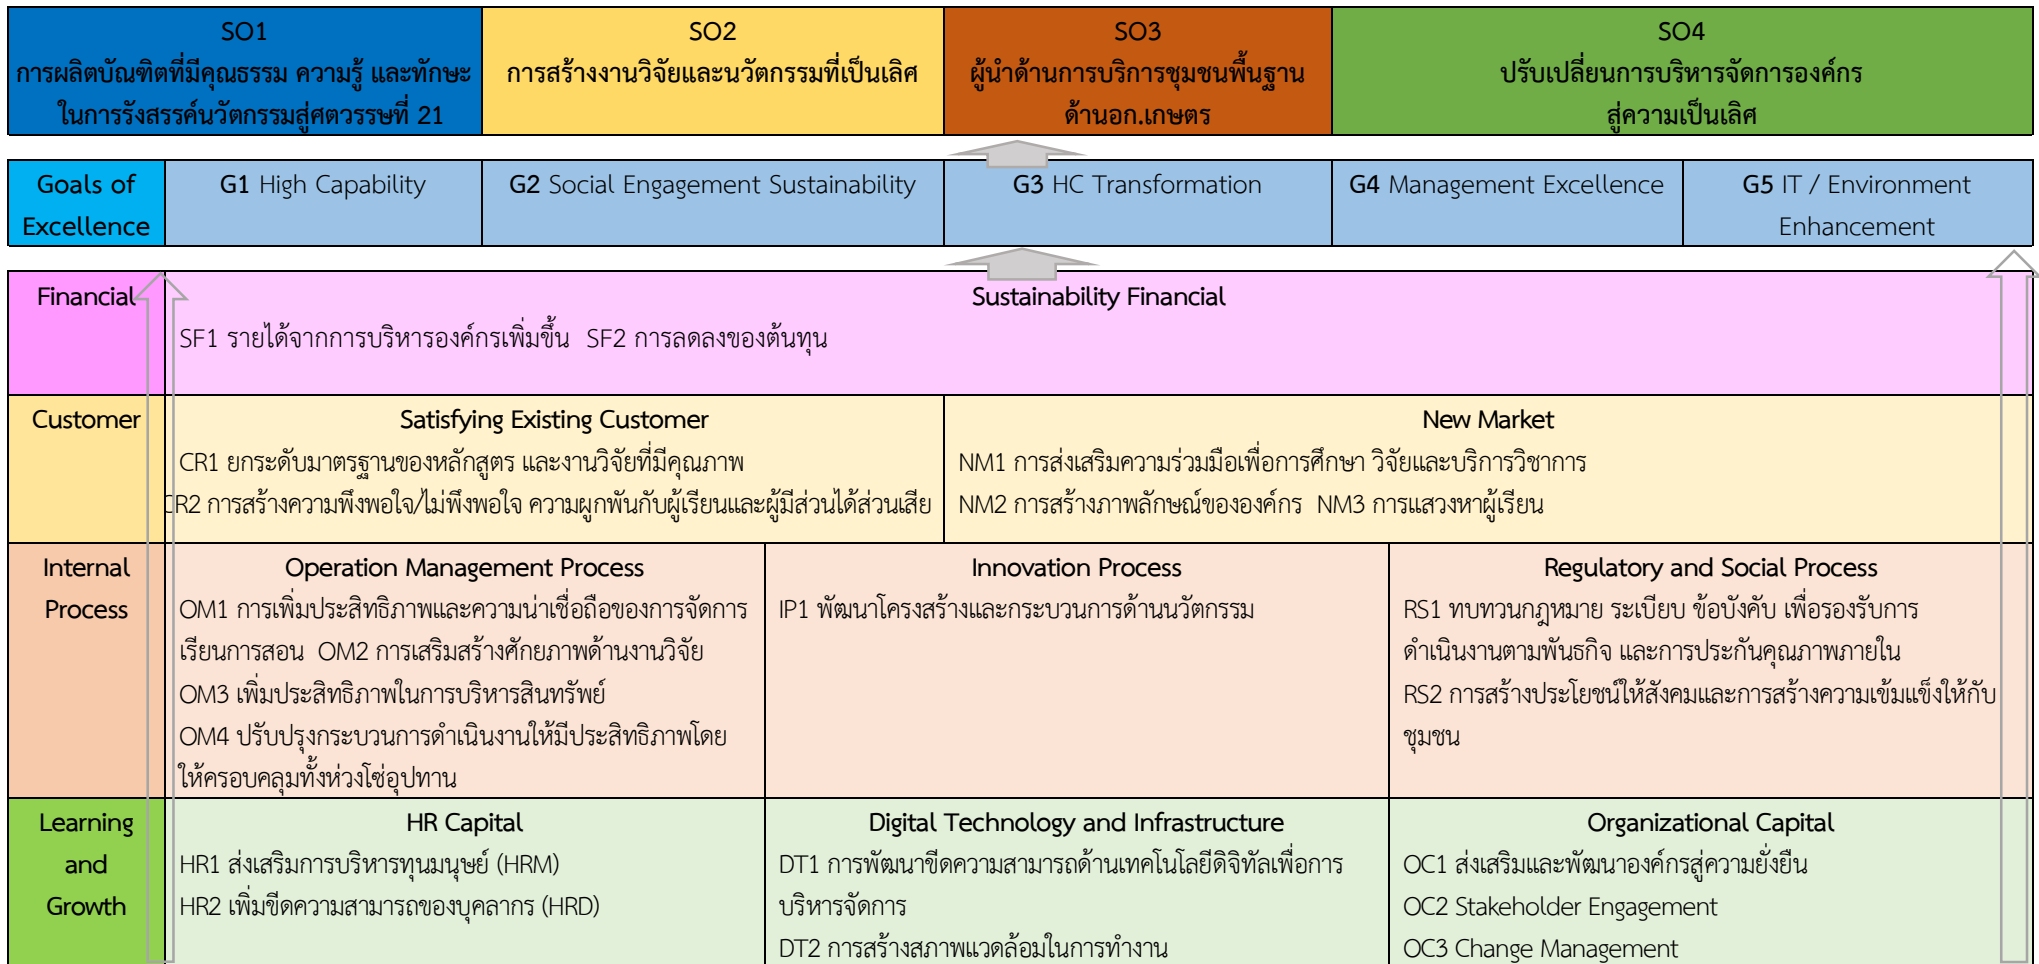 SO1
การผลิตบัณฑิตที่มีคุณธรรม ความรู้ และทักษะ
ในการรังสรรค์นวัตกรรมสู่ศตวรรษที่ 21
SO2
การสร้างงานวิจัยและนวัตกรรมที่เป็นเลิศ
SO3
ผู้นำด้านการบริการชุมชนพื้นฐาน
ด้านอก.เกษตร
SO4
ปรับเปลี่ยนการบริหารจัดการองค์กร
สู่ความเป็นเลิศ
Goals of
Excellence
G1 High Capability
G2 Social Engagement Sustainability
G3 HC Transformation
G4 Management Excellence
G5 IT / Environment
Enhancement
Financial
Sustainability Financial
SF1 รายได้จากการบริหารองค์กรเพิ่มขึ้น SF2 การลดลงของต้นทุน
Customer
Satisfying Existing Customer
CR1 ยกระดับมาตรฐานของหลักสูตร และงานวิจัยที่มีคุณภาพ
CR2 การสร้างความพึงพอใจ/ไม่พึงพอใจ ความผูกพันกับผู้เรียนและผู้มีส่วนได้ส่วนเสีย
New Market
NM1 การส่งเสริมความร่วมมือเพื่อการศึกษา วิจัยและบริการวิชาการ
NM2 การสร้างภาพลักษณ์ขององค์กร NM3 การแสวงหาผู้เรียน
Internal
Process
Operation Management Process
OM1 การเพิ่มประสิทธิภาพและความน่าเชื่อถือของการจัดการ
เรียนการสอน OM2 การเสริมสร้างศักยภาพด้านงานวิจัย
OM3 เพิ่มประสิทธิภาพในการบริหารสินทรัพย์
OM4 ปรับปรุงกระบวนการดำเนินงานให้มีประสิทธิภาพโดย
ให้ครอบคลุมทั้งห่วงโซ่อุปทาน
Innovation Process
IP1 พัฒนาโครงสร้างและกระบวนการด้านนวัตกรรม
Regulatory and Social Process
RS1 ทบทวนกฎหมาย ระเบียบ ข้อบังคับ เพื่อรองรับการ
ดำเนินงานตามพันธกิจ และการประกันคุณภาพภายใน
RS2 การสร้างประโยชน์ให้สังคมและการสร้างความเข้มแข็งให้กับ
ชุมชน
Learning
and
Growth
HR Capital
HR1 ส่งเสริมการบริหารทุนมนุษย์ (HRM)
HR2 เพิ่มขีดความสามารถของบุคลากร (HRD)
Digital Technology and Infrastructure
DT1 การพัฒนาขีดความสามารถด้านเทคโนโลยีดิจิทัลเพื่อการ
บริหารจัดการ
DT2 การสร้างสภาพแวดล้อมในการทำงาน
Organizational Capital
OC1 ส่งเสริมและพัฒนาองค์กรสู่ความยั่งยืน
OC2 Stakeholder Engagement
OC3 Change Management